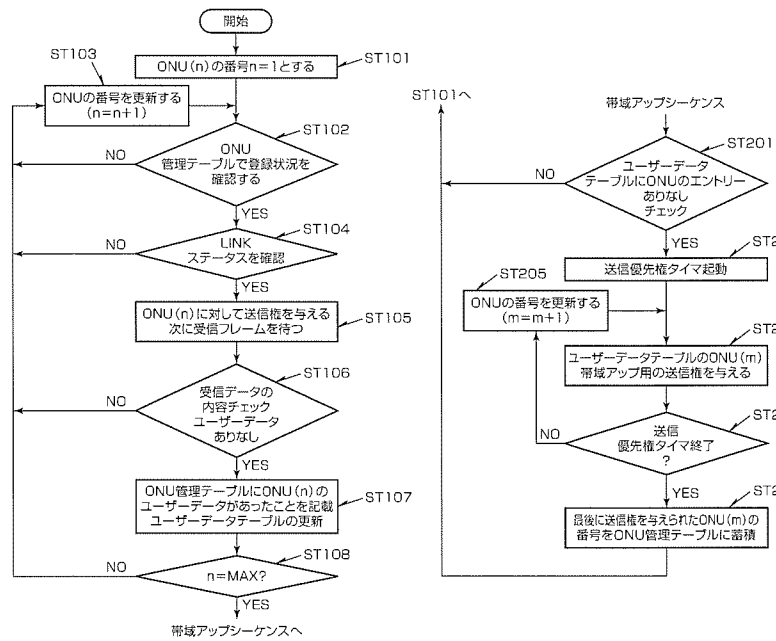 開始
ONU(n)の番号n=1とする
ST101
ST103
ONUの番号を更新する
(n=n+1)
ST102
ONU
管理テーブルで登録状況を
確認する
NO
YES
ST104
LINK
ステータスを確認
NO
YES
ONU(n)に対して送信権を与える
次に受信フレームを待つ
ST105
ST106
受信データの
内容チェック
ユーザーデータ
ありなし
NO
YES
ONU管理テーブルにONU(n)の
ユーザーデータがあったことを記載
ユーザーデータテーブルの更新
ST107
ST108
n=MAX?
NO
YES
帯域アップシーケンスへ
ST101へ
帯域アップシーケンス
ST201
ユーザーデータ
テーブルにONUのエントリー
ありなし
チェック
NO
YES
ST2
送信優先権タイマ起動
ST205
ONUの番号を更新する
(m=m+1)
ST2
ユーザーデータテーブルのONU(m)
帯域アップ用の送信権を与える
ST2
送信
優先権タイマ終了
?
NO
YES
ST2
最後に送信権を与えられたONU(m)の
番号をONU管理テーブルに蓄積